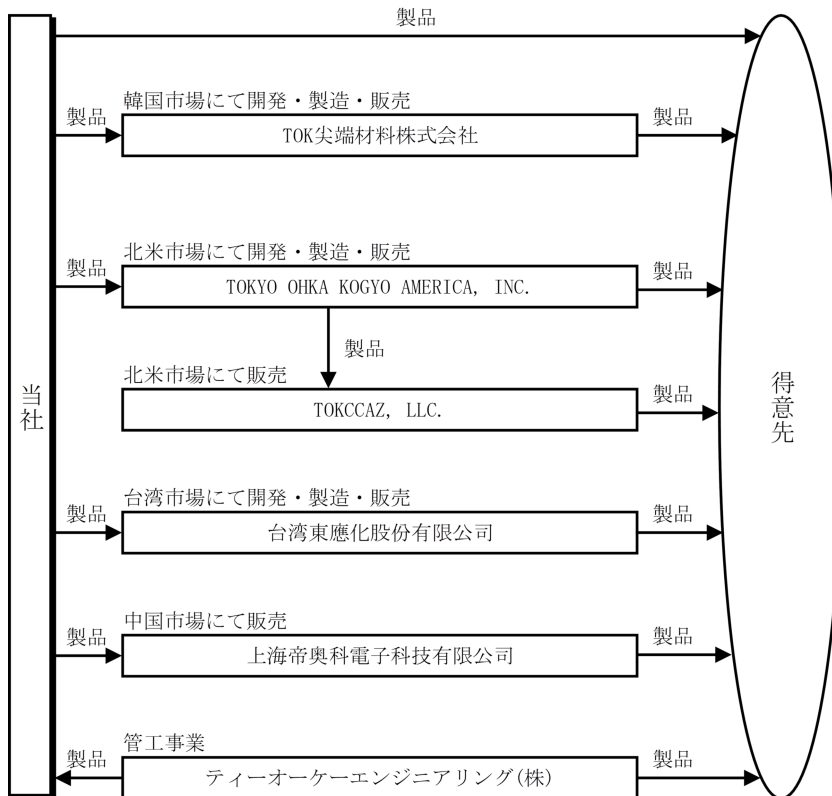 製品
韓国市場にて開発・製造・販売
製品
TOK尖端材料株式会社
製品
北米市場にて開発・製造・販売
製品
TOKYO OHKA KOGYO AMERICA, INC.
製品
製品
北米市場にて販売
TOKCCAZ, LLC.
製品
当社
得意先
台湾市場にて開発・製造・販売
製品
台湾東應化股份有限公司
製品
中国市場にて販売
製品
上海帝奥科電子科技有限公司
製品
管工事業
製品
ティーオーケーエンジニアリング(株)
製品